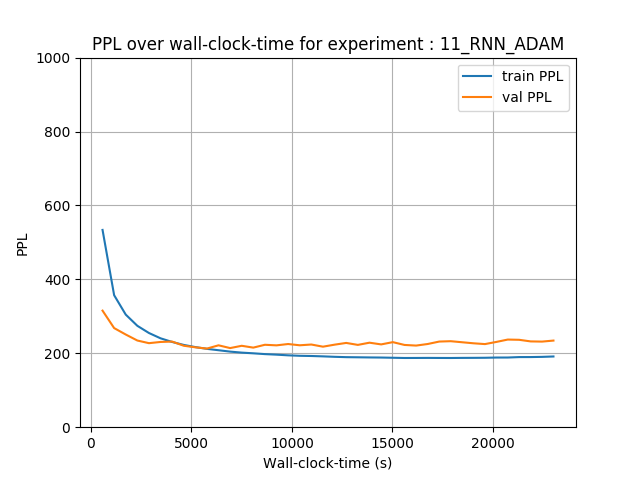 PPL over wall-clock-time for experiment : 11_RNN_ADAM
train PPL
val PPL
1000
800
600
400
200
0
PPL
0 5000 10000 15000 20000
Wall-clock-time (s)